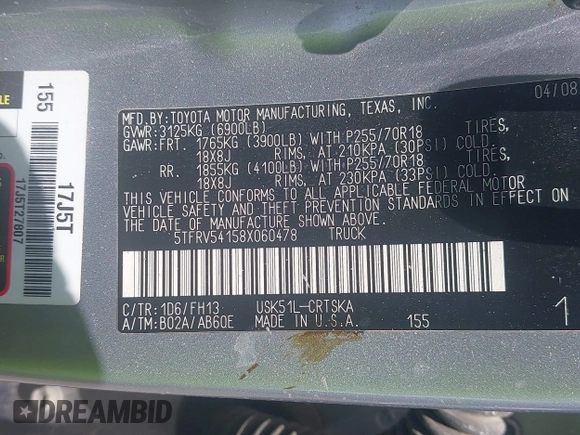 MFD.BY:TOYOTA MOTOR MANUFACTURING, TEXAS, INC. 04/08
GVWR:3125KG (6900LB)
GAWR:FRT. 1765KG (3900LB) WITH P255/70R18 TIRES,
18X8J RIMS, AT 210KPA (30PSI) COLD.
RR. 1855KG (4100LB) WITH P255/70R18 TIRES,
18X8J RIMS, AT 230KPA (33PSI) COLD.
THIS VEHICLE CONFORMS TO ALL APPLICABLE FEDERAL MOTOR
VEHICLE SAFETY AND THEFT PREVENTION STANDARDS IN EFFECT ON
THE DATE OF MANUFACTURE SHOWN ABOVE.
5TFRV54158X060478 TRUCK
C/TR:1D6/FH13 USK51L-CRTSKA
A/TM:B02A/AB60E MADE IN U.S.A. 155 1
155
17J5T
17J5T27807
DREAMBID